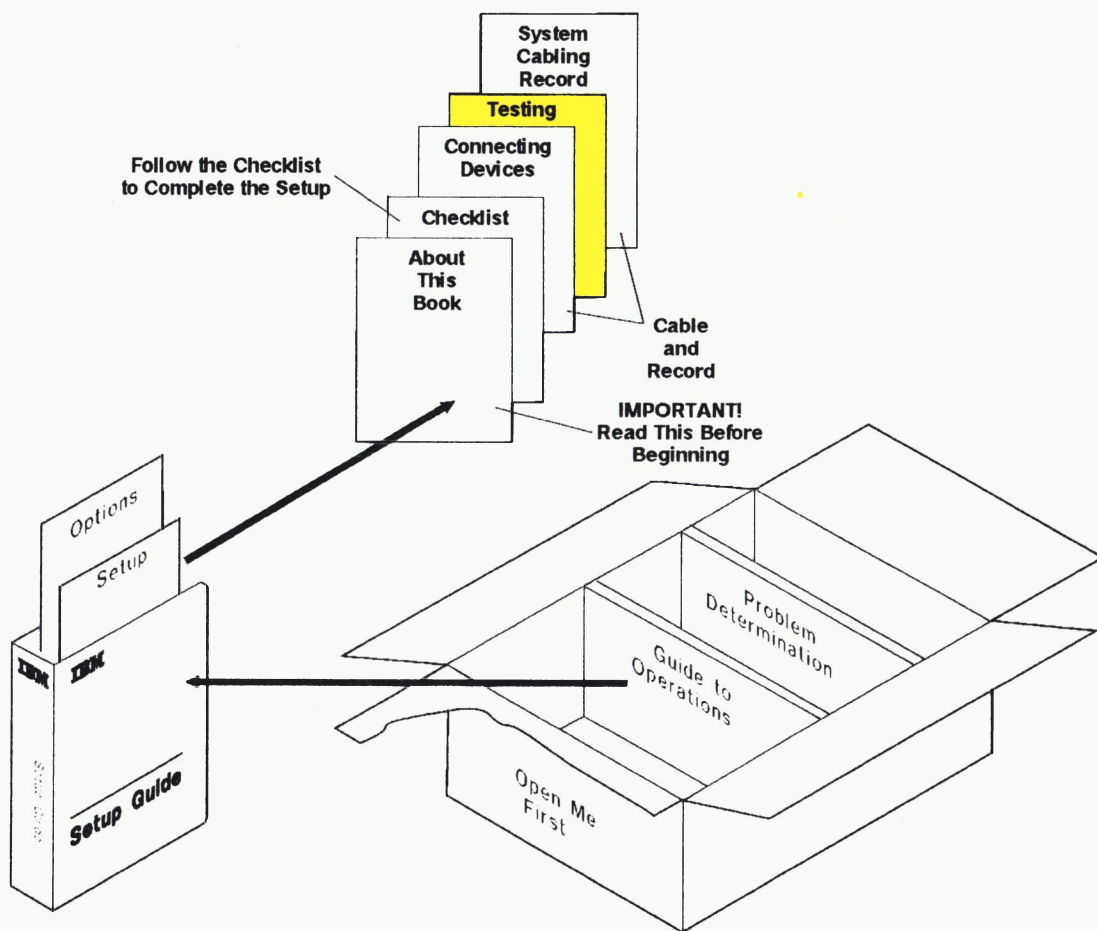 System
Cabling
Record
Testing
Connecting
Devices
Follow the Checklist
to Complete the Setup
Checklist
About
This
Book
Cable
and
Record
IMPORTANT!
Read This Before
Beginning
Options
Setup
Problem
Determination
Guide to
Operations
IBM
IBM
Setup Guide
Setup Guide
Open Me
First